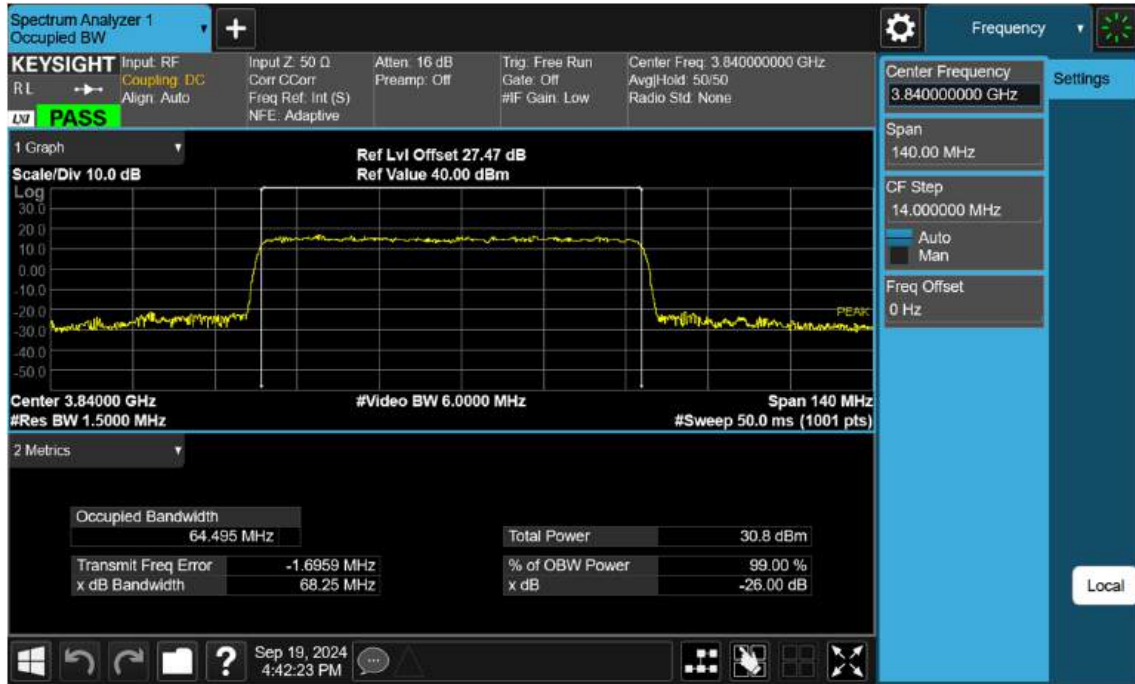 Spectrum Analyzer 1
Occupied BW
+
Frequency
KEYSIGHT
RL
LXI
PASS
Input: RF
Coupling: DC
Align: Auto
Input Z: 50 Ω
Corr CCorr
Freq Ref: Int (S)
NFE: Adaptive
Atten: 16 dB
Preamp: Off
Trig: Free Run
Gate: Off
#IF Gain: Low
Center Freq: 3.840000000 GHz
Avg|Hold: 50/50
Radio Std: None
Center Frequency
3.840000000 GHz
Settings
Span
140.00 MHz
CF Step
14.000000 MHz
Auto
Man
Freq Offset
0 Hz
Local
1 Graph
Scale/Div 10.0 dB
Ref Lvl Offset 27.47 dB
Ref Value 40.00 dBm
Log
30.0
20.0
10.0
0.00
-10.0
-20.0
-30.0
-40.0
-50.0
PEAK
Center 3.84000 GHz
#Video BW 6.0000 MHz
Span 140 MHz
#Res BW 1.5000 MHz
#Sweep 50.0 ms (1001 pts)
2 Metrics
Occupied Bandwidth
64.495 MHz
Total Power 30.8 dBm
Transmit Freq Error -1.6959 MHz
% of OBW Power 99.00 %
x dB Bandwidth 68.25 MHz
x dB -26.00 dB
?
Sep 19, 2024
4:42:23 PM